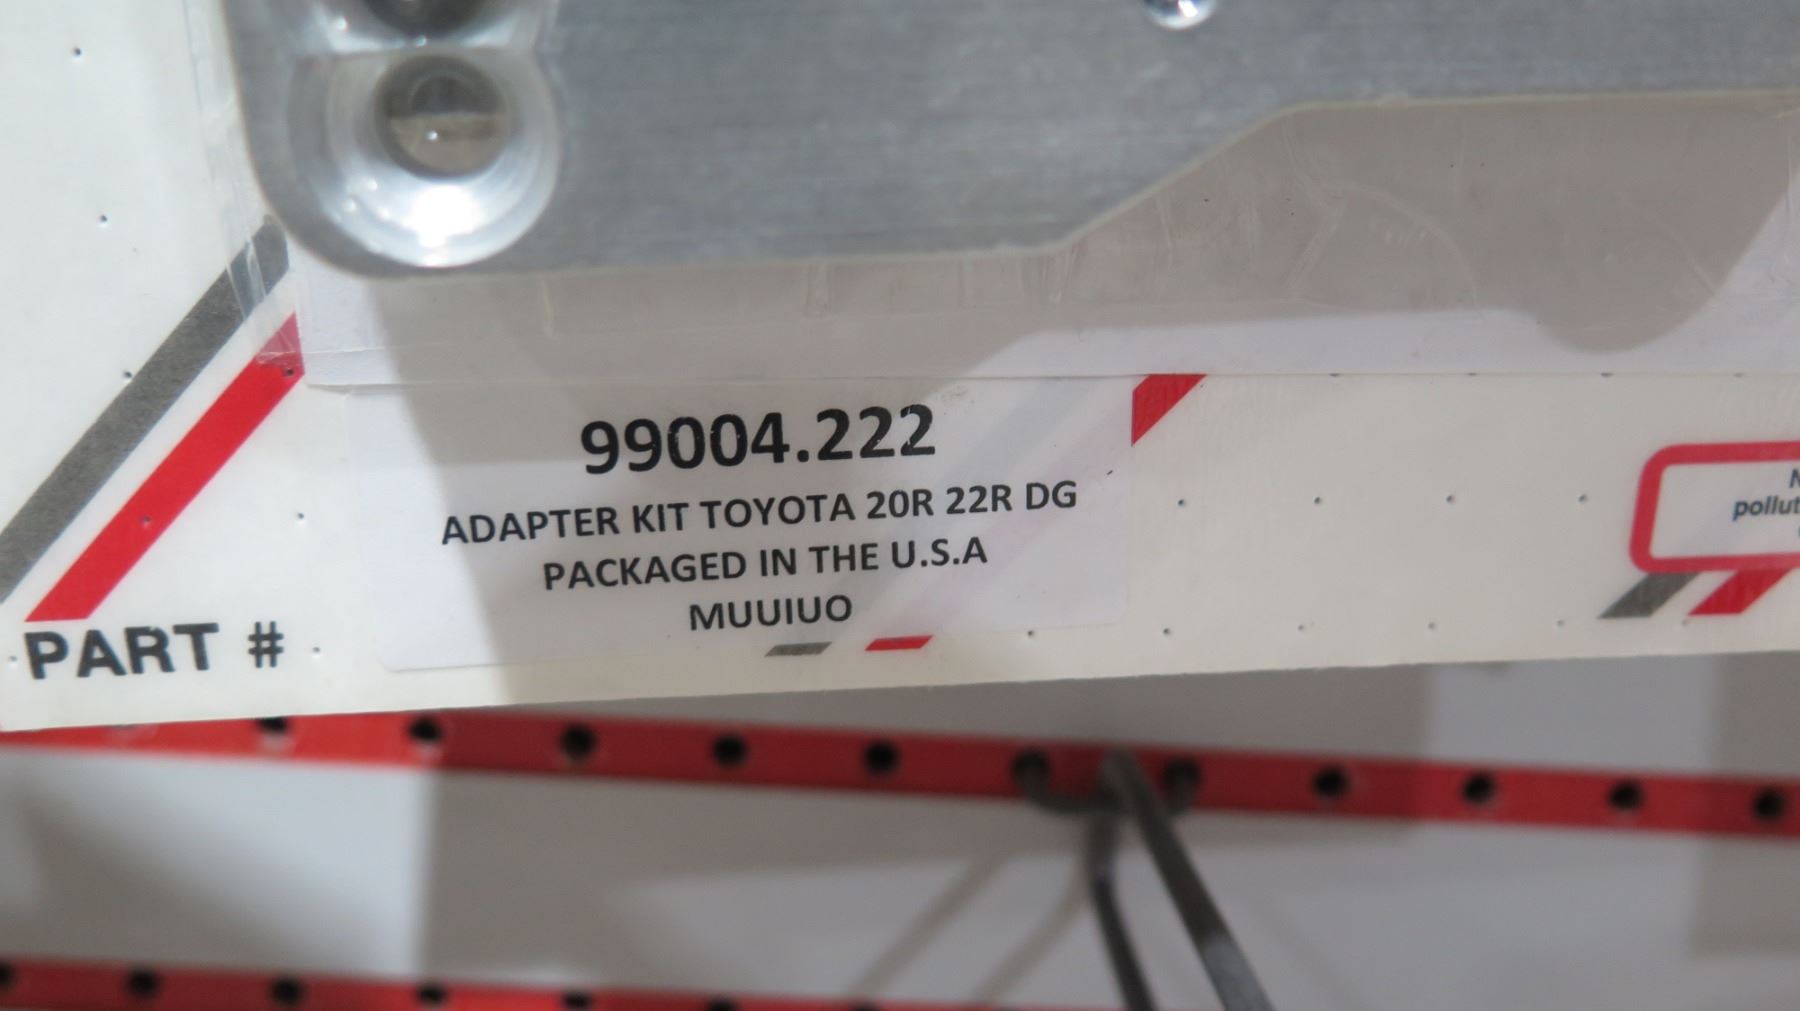 99004.222
ADAPTER KIT TOYOTA 20R 22R DG
PACKAGED IN THE U.S.A
MUUIUO
PART #